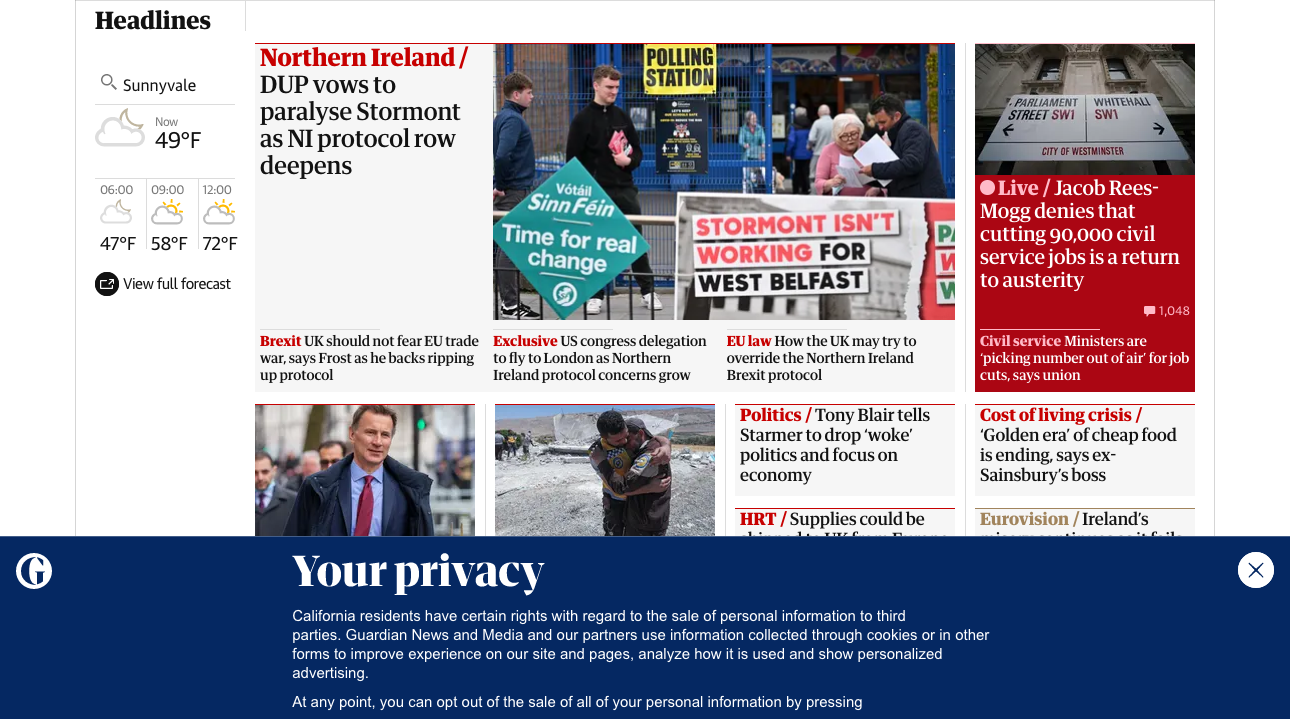 Headlines
Sunnyvale
Now
49°F
06:00
09:00
12:00
47°F
58°F
72°F
View full forecast
Northern Ireland /
DUP vows to
paralyse Stormont
as NI protocol row
deepens
POLLING
STATION
Vótáil
Sinn Féin
Time for real
change
STORMONT ISN'T
WORKING FOR
WEST BELFAST
Brexit UK should not fear EU trade
war, says Frost as he backs ripping
up protocol
Exclusive US congress delegation
to fly to London as Northern
Ireland protocol concerns grow
EU law How the UK may try to
override the Northern Ireland
Brexit protocol
PARLIAMENT
STREET SW1
WHITEHALL
SW1
CITY OF WESTMINSTER
Live / Jacob Rees-
Mogg denies that
cutting 90,000 civil
service jobs is a return
to austerity
1,048
Civil service Ministers are
‘picking number out of air’ for job
cuts, says union
Politics / Tony Blair tells
Starmer to drop ‘woke’
politics and focus on
economy
Cost of living crisis /
‘Golden era’ of cheap food
is ending, says ex-
Sainsbury’s boss
HRT / Supplies could be
Eurovision / Ireland’s
Your privacy
California residents have certain rights with regard to the sale of personal information to third
parties. Guardian News and Media and our partners use information collected through cookies or in other
forms to improve experience on our site and pages, analyze how it is used and show personalized
advertising.
At any point, you can opt out of the sale of all of your personal information by pressing